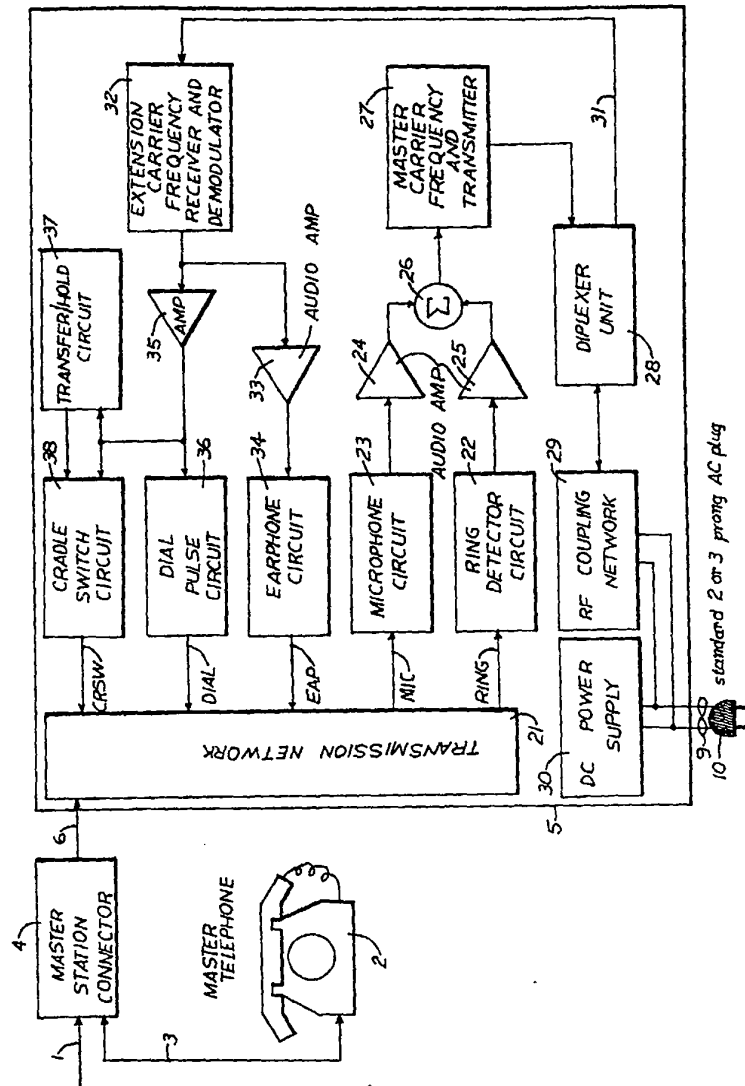 1
MASTER
STATION
CONNECTOR
4
6
3
MASTER
TELEPHONE
2
5
TRANSMISSION NETWORK
21
CRSW
DIAL
EAP
MIC
RING
CRADLE
SWITCH
CIRCUIT
38
DIAL
PULSE
CIRCUIT
36
EARPHONE
CIRCUIT
34
MICROPHONE
CIRCUIT
23
RING
DETECTOR
CIRCUIT
22
DC POWER
SUPPLY
30
RF COUPLING
NETWORK
29
9
10
standard 2 or 3 prong AC plug
TRANSFER/HOLD
CIRCUIT
37
AMP
35
33
AUDIO AMP
24
25
AUDIO AMP
Σ
26
EXTENSION
CARRIER
FREQUENCY
RECEIVER AND
DEMODULATOR
32
MASTER
CARRIER
FREQUENCY
AND
TRANSMITTER
27
DIPLEXER
UNIT
28
31